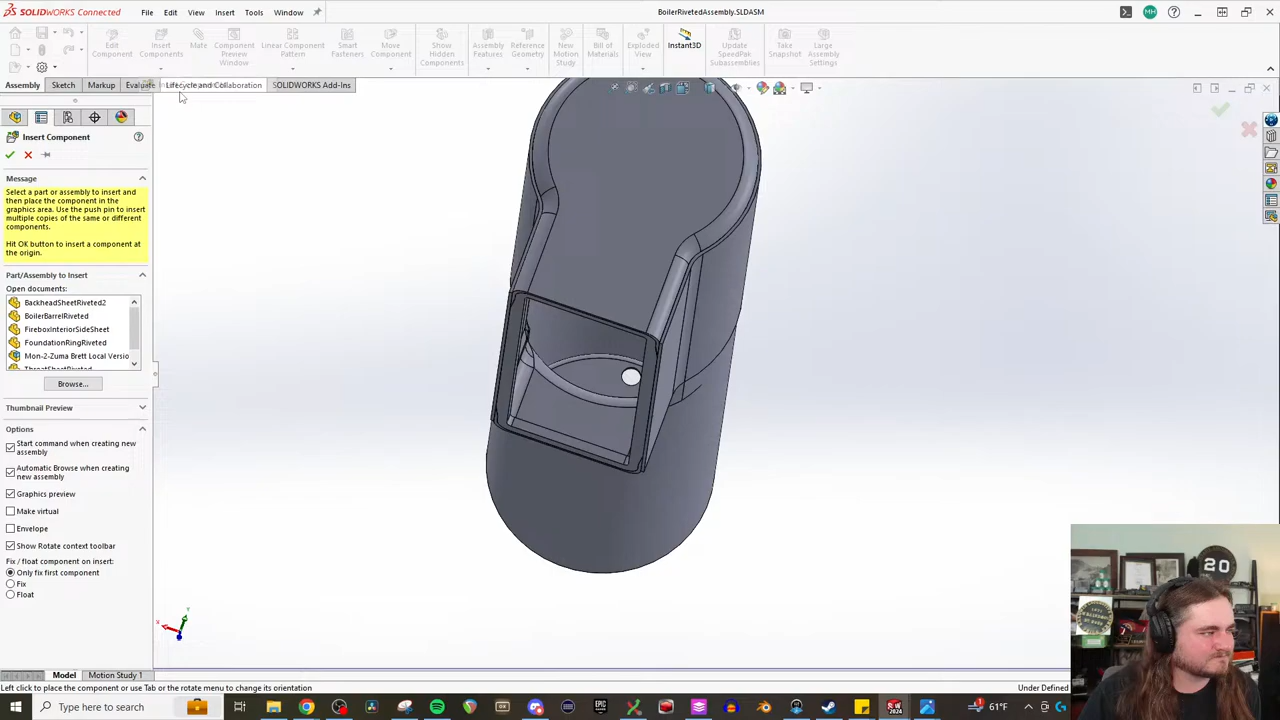 SOLIDWORKS Connected File Edit View Insert Tools Window BoilerRivetedAssembly.SLDASM MH
Edit Component
Insert Components
Mate
Component Preview Window
Linear Component Pattern
Smart Fasteners
Move Component
Show Hidden Components
Assembly Features
Reference Geometry
New Motion Study
Bill of Materials
Exploded View
Instant3D
Update SpeedPak Subassemblies
Take Snapshot
Large Assembly Settings
Assembly Sketch Markup Evaluate Lifecycle and Collaboration SOLIDWORKS Add-Ins
Insert Component
Message
Select a part or assembly to insert and
then place the component in the
graphics area. Use the push pin to insert
multiple copies of the same or different
components.
Hit OK button to insert a component at
the origin.
Part/Assembly to Insert
Open documents:
BackheadSheetRiveted2
BoilerBarrelRiveted
FireboxInteriorSideSheet
FoundationRingRiveted
Mon-2-Zuma Brett Local Versio
ThroatSheetRiveted
Browse...
Thumbnail Preview
Options
Start command when creating new
assembly
Automatic Browse when creating
new assembly
Graphics preview
Make virtual
Envelope
Show Rotate context toolbar
Fix / float component on insert:
Only fix first component
Fix
Float
Y
X
20
Model Motion Study 1
Left click to place the component or use Tab or the rotate menu to change its orientation Under Defined
Type here to search 61°F